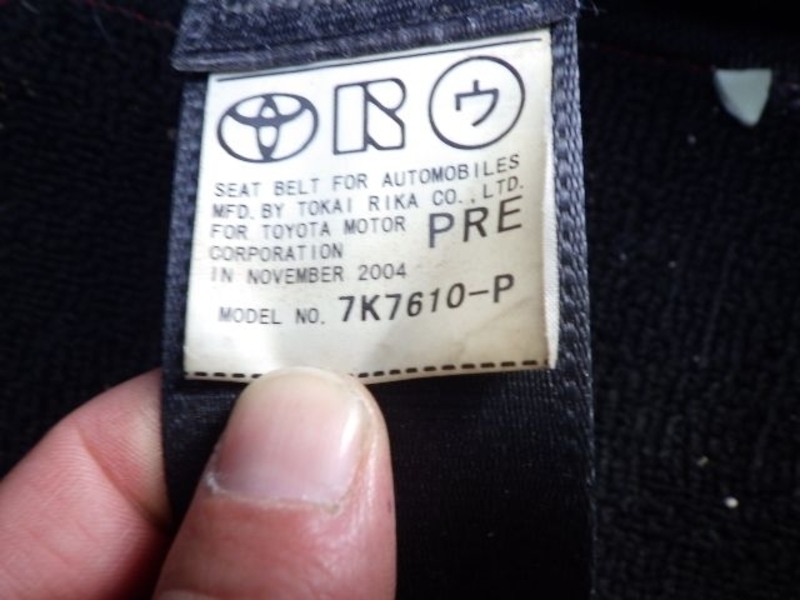 ウ
SEAT BELT FOR AUTOMOBILES
MFD. BY TOKAI RIKA CO., LTD.
FOR TOYOTA MOTOR PRE
CORPORATION
IN NOVEMBER 2004
MODEL NO. 7K7610-P